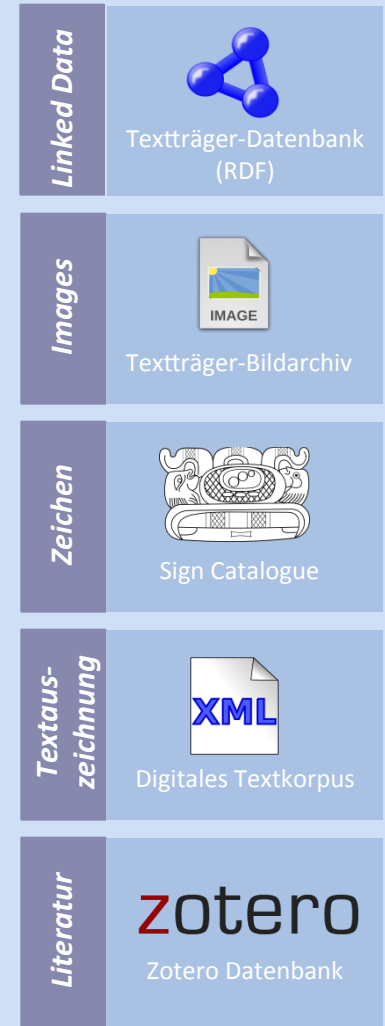 Linked Data
Textträger-Datenbank
(RDF)
Images
IMAGE
Textträger-Bildarchiv
Zeichen
Sign Catalogue
Textaus-
zeichnung
XML
Digitales Textkorpus
Literatur
zotero
Zotero Datenbank